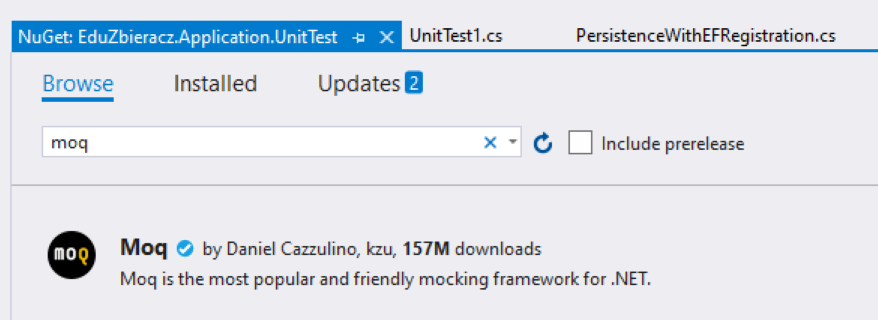 NuGet: EduZbieracz.Application.UnitTest UnitTest1.cs PersistenceWithEFRegistration.cs
Browse Installed Updates 2
moq Include prerelease
moq Moq by Daniel Cazzulino, kzu, 157M downloads
Moq is the most popular and friendly mocking framework for .NET.